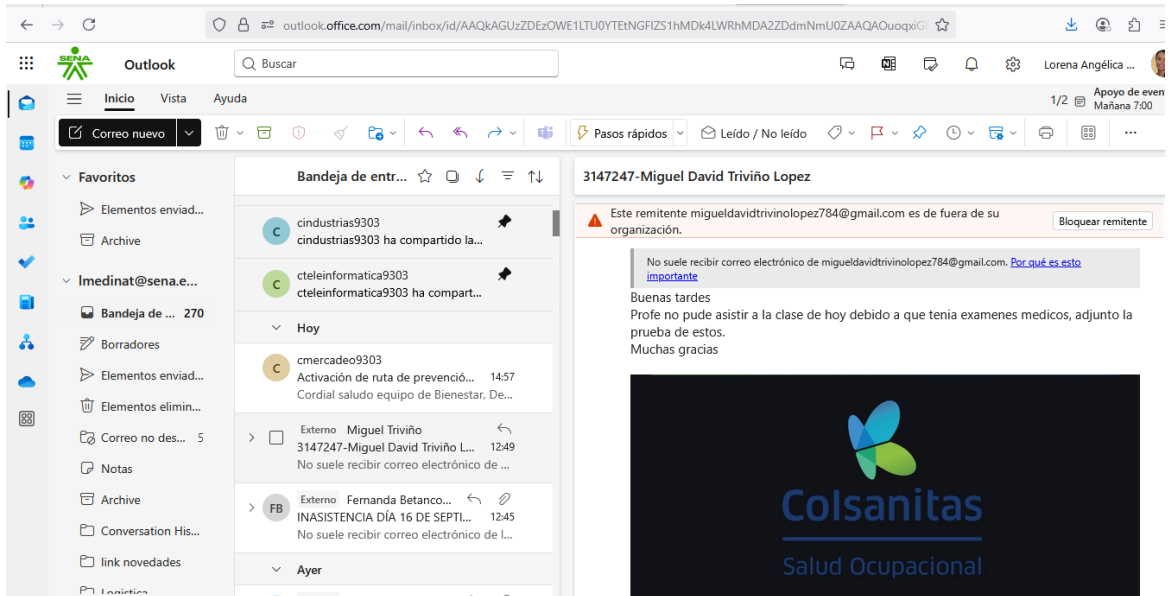 outlook.office.com/mail/inbox/id/AAQkAGUzZDEzOWE1LTU0YTEtNGFlZS1hMDk4LWRhMDA2ZDdmNmU0ZAAQAOuoqxiG
SENA
Outlook
Buscar
Lorena Angélica ...
Inicio Vista Ayuda
1/2
Apoyo de even
Mañana 7:00
Correo nuevo
Pasos rápidos
Leído / No leído
Favoritos
Elementos enviad...
Archive
lmedinat@sena.e...
Bandeja de ... 270
Borradores
Elementos enviad...
Elementos elimin...
Correo no des... 5
Notas
Archive
Conversation His...
link novedades
Logistica
Bandeja de entr...
C
cindustrias9303
cindustrias9303 ha compartido la...
C
cteleinformatica9303
cteleinformatica9303 ha compart...
Hoy
C
cmercadeo9303
Activación de ruta de prevenció... 14:57
Cordial saludo equipo de Bienestar, De...
Externo Miguel Triviño
3147247-Miguel David Triviño L... 12:49
No suele recibir correo electrónico de ...
FB
Externo Fernanda Betanco...
INASISTENCIA DÍA 16 DE SEPTI... 12:45
No suele recibir correo electrónico de l...
Ayer
3147247-Miguel David Triviño Lopez
Este remitente migueldavidtrivinolopez784@gmail.com es de fuera de su
organización.
Bloquear remitente
No suele recibir correo electrónico de migueldavidtrivinolopez784@gmail.com. Por qué es esto
importante
Buenas tardes
Profe no pude asistir a la clase de hoy debido a que tenia examenes medicos, adjunto la
prueba de estos.
Muchas gracias
Colsanitas
Salud Ocupacional